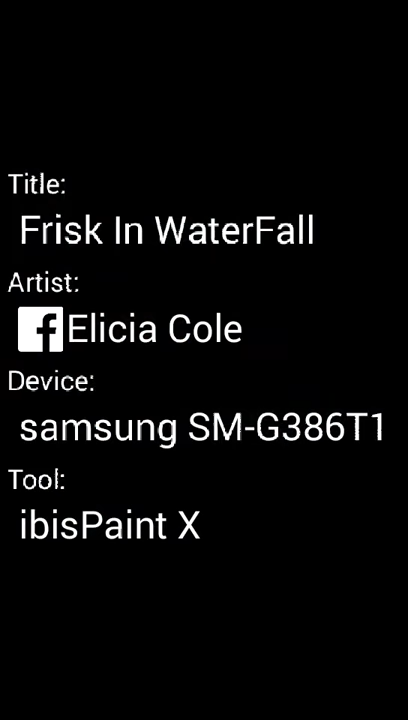 Title:
Frisk In WaterFall
Artist:
Elicia Cole
Device:
samsung SM-G386T1
Tool:
ibisPaint X